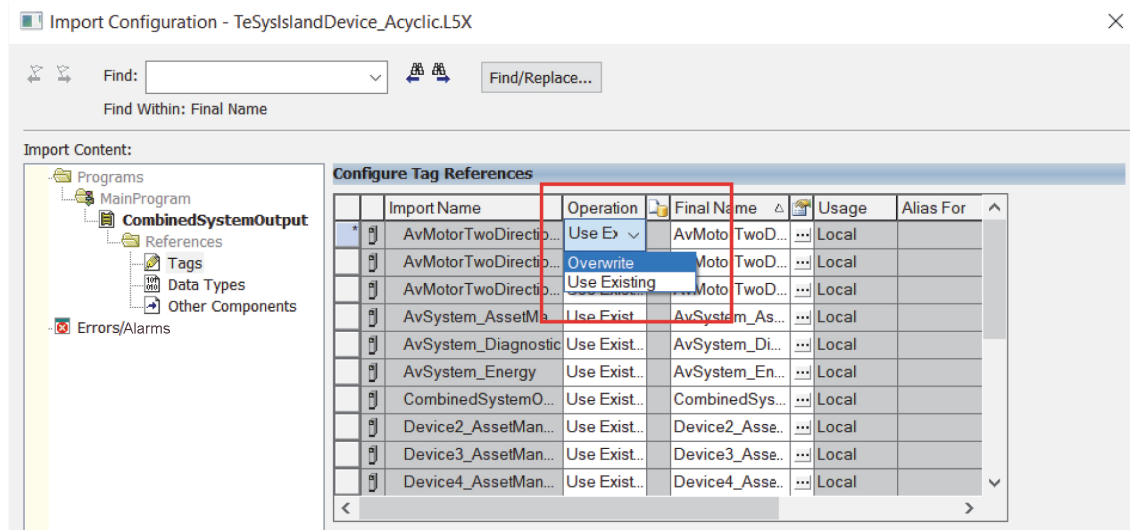 Import Configuration - TeSysIslandDevice_Acyclic.L5X
Find:
Find/Replace...
Find Within: Final Name
Import Content:
Programs
MainProgram
CombinedSystemOutput
References
Tags
Data Types
Other Components
Errors/Alarms
Configure Tag References
Import Name Operation Final Name Usage Alias For
* AvMotorTwoDirectio... Use Ex AvMotorTwoD... ... Local
AvMotorTwoDirectio... Overwrite MotorTwoD... ... Local
AvMotorTwoDirectio... Use Existing AvMotorTwoD... ... Local
AvSystem_AssetMa... Use Exist... AvSystem_As... ... Local
AvSystem_Diagnostic Use Exist... AvSystem_Di... ... Local
AvSystem_Energy Use Exist... AvSystem_En... ... Local
CombinedSystemO... Use Exist... CombinedSys... ... Local
Device2_AssetMan... Use Exist... Device2_Asse.. ... Local
Device3_AssetMan... Use Exist... Device3_Asse.. ... Local
Device4_AssetMan... Use Exist... Device4_Asse.. ... Local